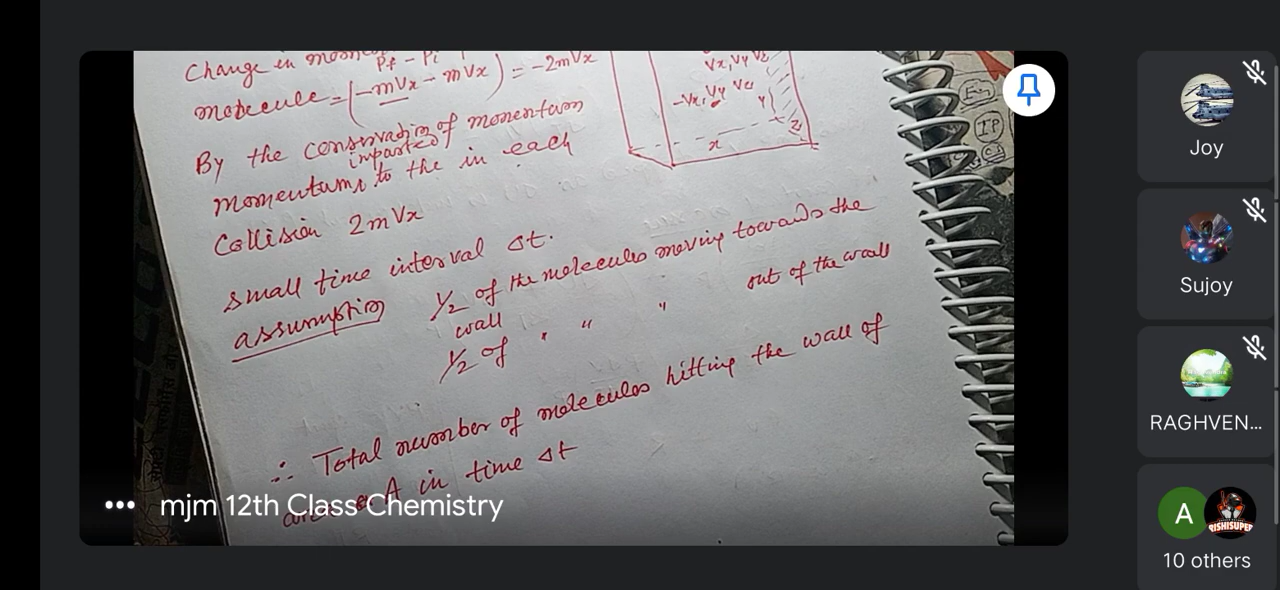 Change in
Pf - Pi
molecule = (-mVx - mVx) = -2mVx
By the conservation of momentum
imparted
momentums to the in each
Collision 2mVx
small time interval Δt.
assumption 1/2 of the molecules moving towards the
wall
1/2 of " " " out of the wall
∴ Total number of molecules hitting the wall of
area A in time Δt
Vx, Vy Vz
-Vx, Vy Vz
Y
x
Z
IP
mjm 12th Class Chemistry
Joy
Sujoy
RAGHVEN...
A
RISHISUPER
10 others